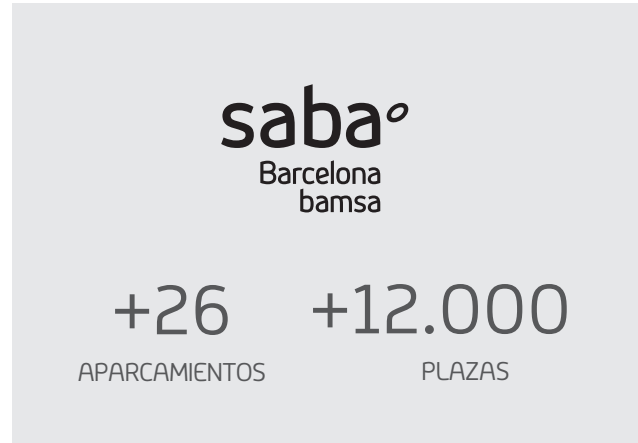 saba
Barcelona
bamsa
+26 +12.000
APARCAMIENTOS PLAZAS